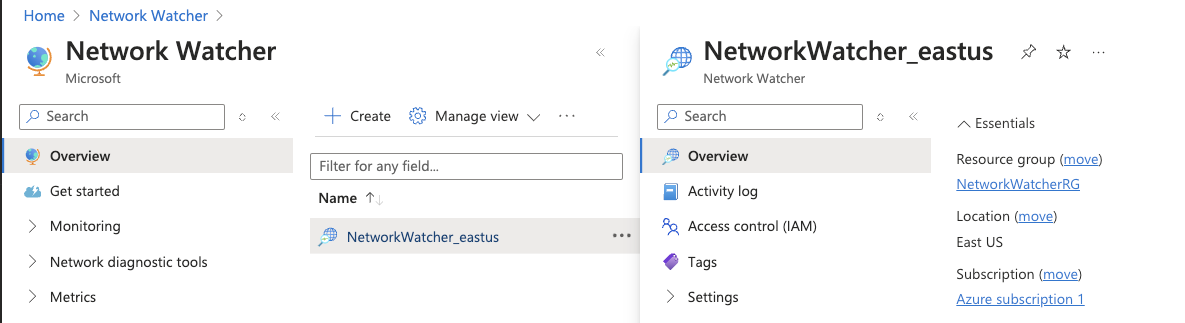 Home
Network Watcher
Network Watcher
Microsoft
Search
Overview
Get started
Monitoring
Network diagnostic tools
Metrics
Create
Manage view
Filter for any field...
Name
NetworkWatcher_eastus
NetworkWatcher_eastus
Network Watcher
Search
Overview
Activity log
Access control (IAM)
Tags
Settings
Essentials
Resource group (move)
NetworkWatcherRG
Location (move)
East US
Subscription (move)
Azure subscription 1